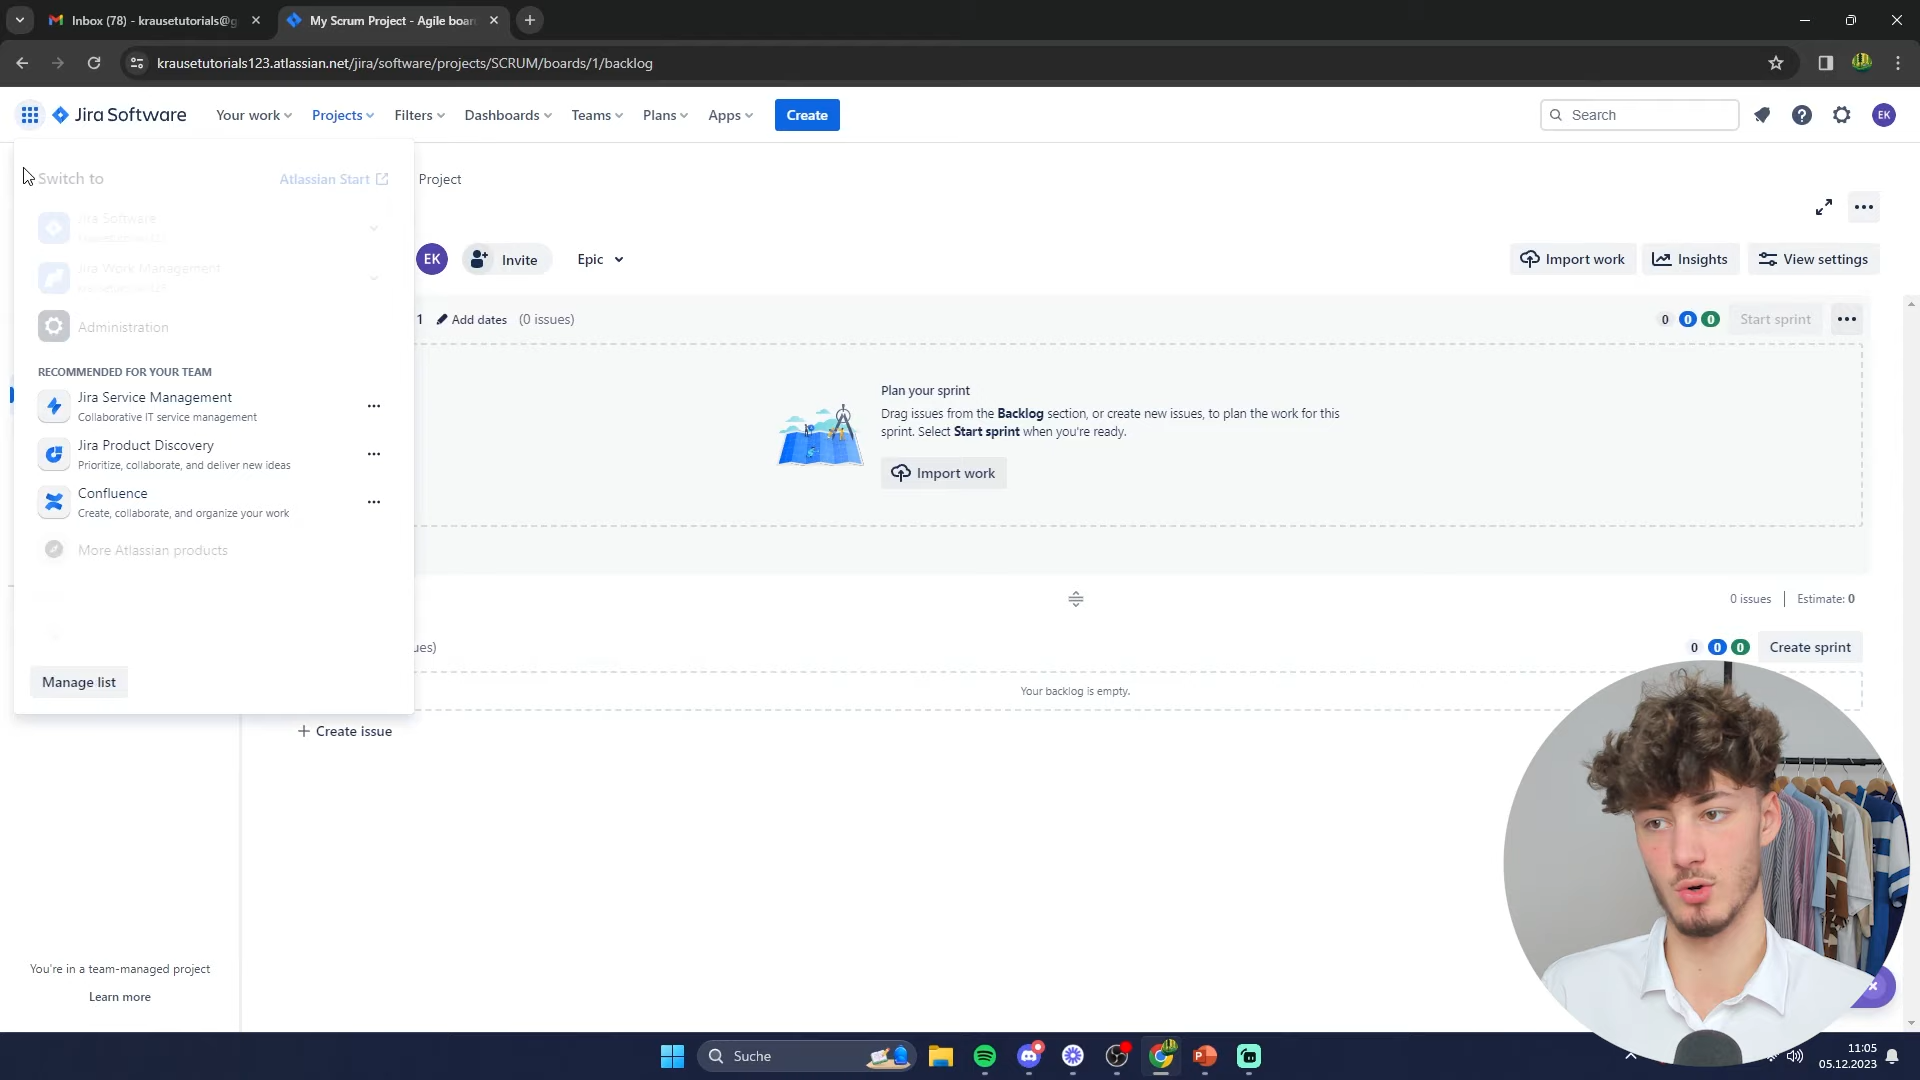 Inbox (78) - krausetutorials@g
My Scrum Project - Agile boar
krausetutorials123.atlassian.net/jira/software/projects/SCRUM/boards/1/backlog
Jira Software
Your work
Projects
Filters
Dashboards
Teams
Plans
Apps
Create
Search
EK
Switch to
Atlassian Start
Project
Jira Software
Jira Work Management
Administration
EK
Invite
Epic
Import work
Insights
View settings
1
Add dates
(0 issues)
0
0
0
Start sprint
RECOMMENDED FOR YOUR TEAM
Jira Service Management
Collaborative IT service management
Jira Product Discovery
Prioritize, collaborate, and deliver new ideas
Confluence
Create, collaborate, and organize your work
More Atlassian products
Manage list
Plan your sprint
Drag issues from the Backlog section, or create new issues, to plan the work for this
sprint. Select Start sprint when you're ready.
Import work
0 issues
Estimate: 0
ues)
0
0
0
Create sprint
Your backlog is empty.
Create issue
You're in a team-managed project
Learn more
Suche
11:05
05.12.2023